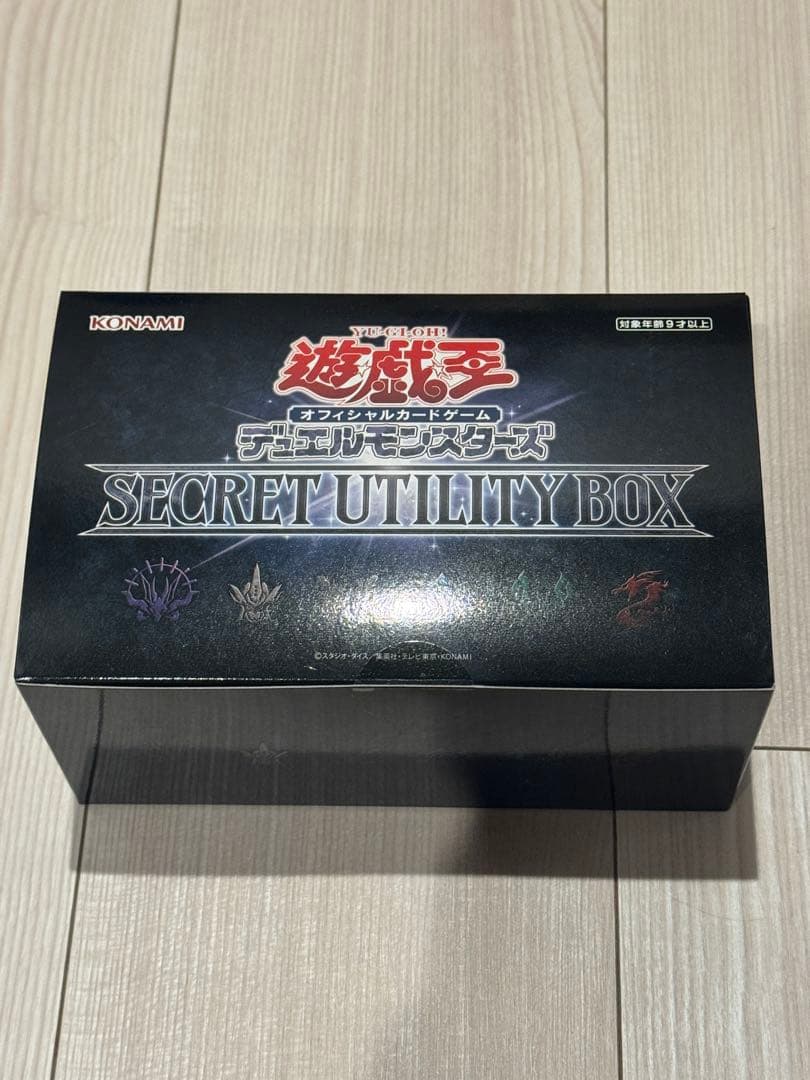 KONAMI
対象年齢9才以上
YU-GI-OH!
遊戯王
オフィシャルカードゲーム
デュエルモンスターズ
SECRET UTILITY BOX
©スタジオ・ダイス／集英社・テレビ東京・KONAMI